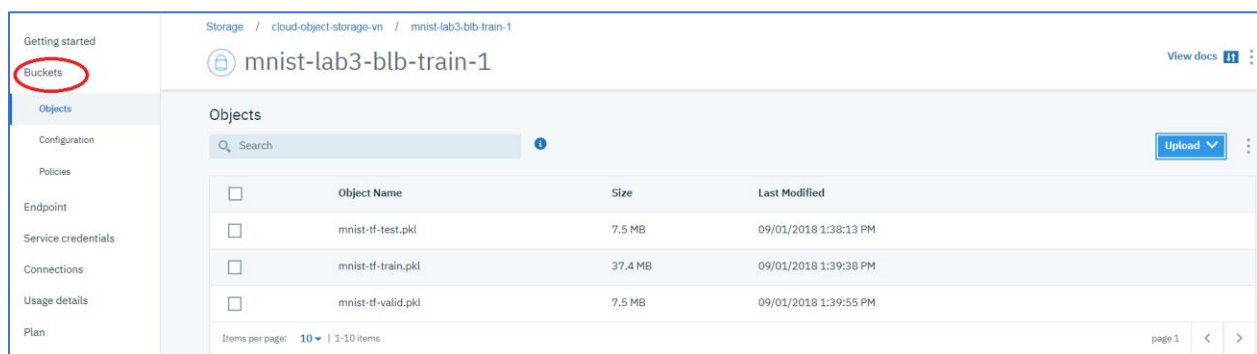 Storage / cloud-object-storage-vn / mnist-lab3-blb-train-1
Getting started
mnist-lab3-blb-train-1
View docs
Buckets
Objects
Configuration
Policies
Endpoint
Service credentials
Connections
Usage details
Plan
Objects
Search
Upload
Object Name Size Last Modified
mnist-tf-test.pkl 7.5 MB 09/01/2018 1:38:13 PM
mnist-tf-train.pkl 37.4 MB 09/01/2018 1:39:38 PM
mnist-tf-valid.pkl 7.5 MB 09/01/2018 1:39:55 PM
Items per page: 10 | 1-10 items page 1